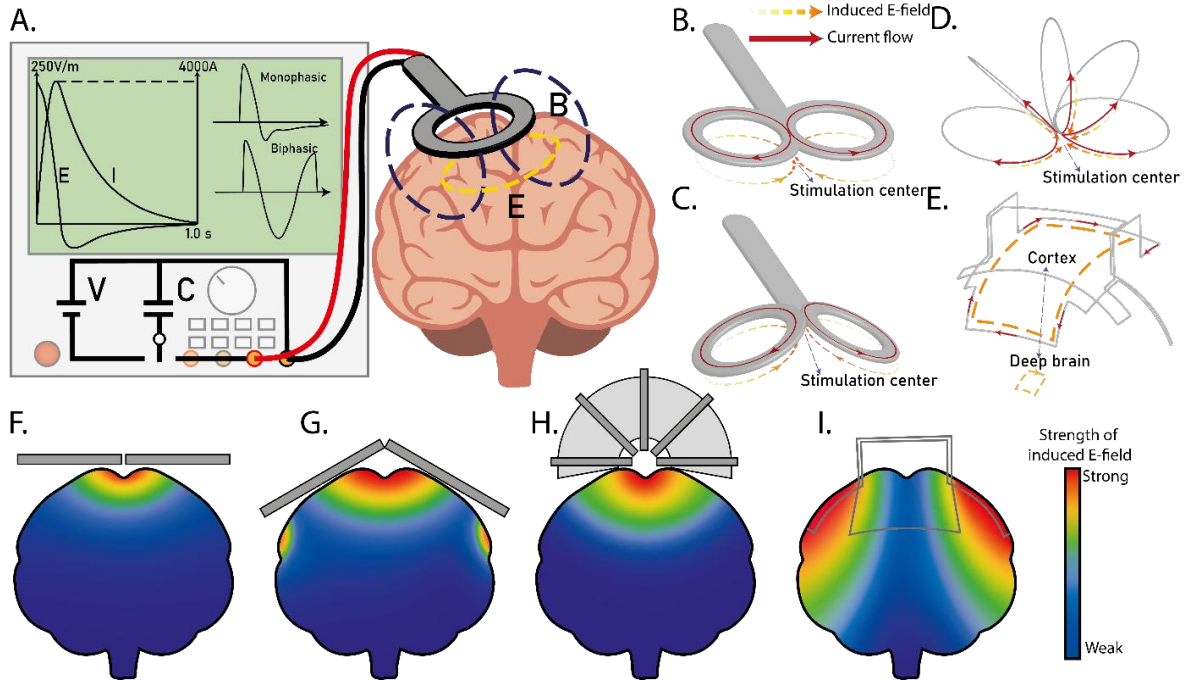 A.
250V/m
4000A
E
I
1.0 s
Monophasic
Biphasic
V
C
B
E
B.
Induced E-field
Current flow
Stimulation center
C.
Stimulation center
D.
Stimulation center
E.
Cortex
Deep brain
F.
G.
H.
I.
Strength of
induced E-field
Strong
Weak